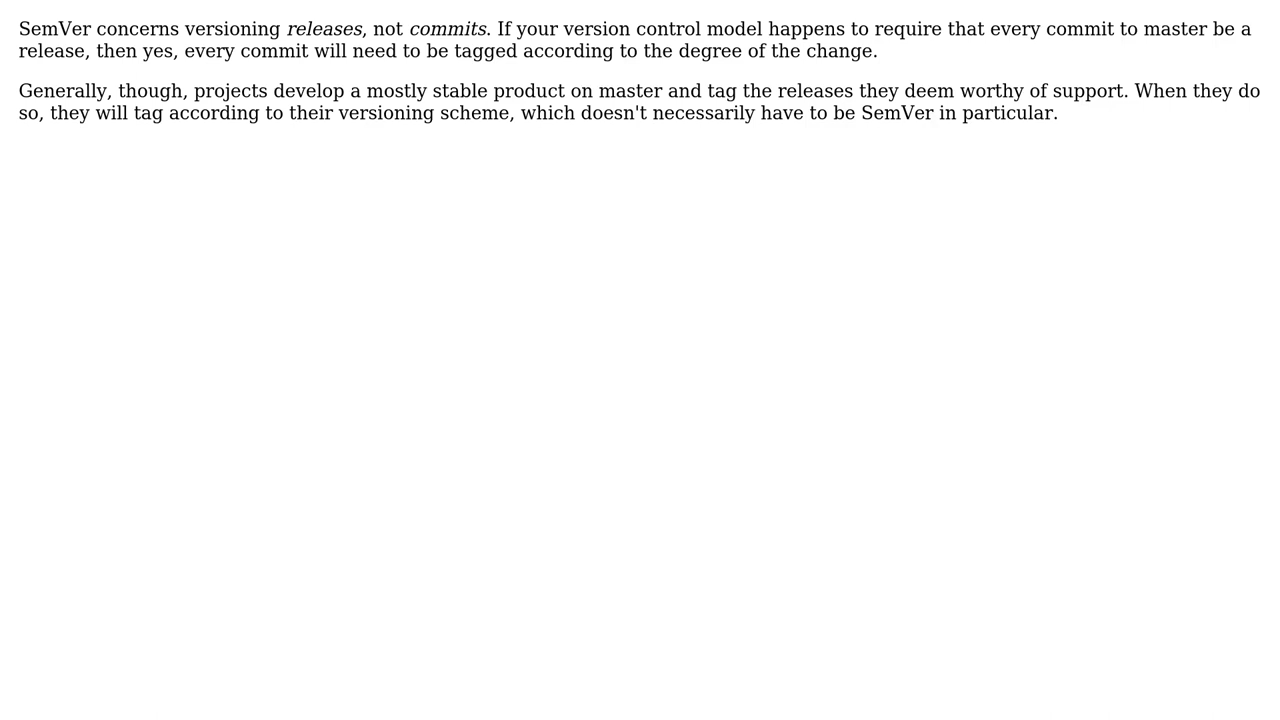 SemVer concerns versioning releases, not commits. If your version control model happens to require that every commit to master be a
release, then yes, every commit will need to be tagged according to the degree of the change.
Generally, though, projects develop a mostly stable product on master and tag the releases they deem worthy of support. When they do
so, they will tag according to their versioning scheme, which doesn't necessarily have to be SemVer in particular.